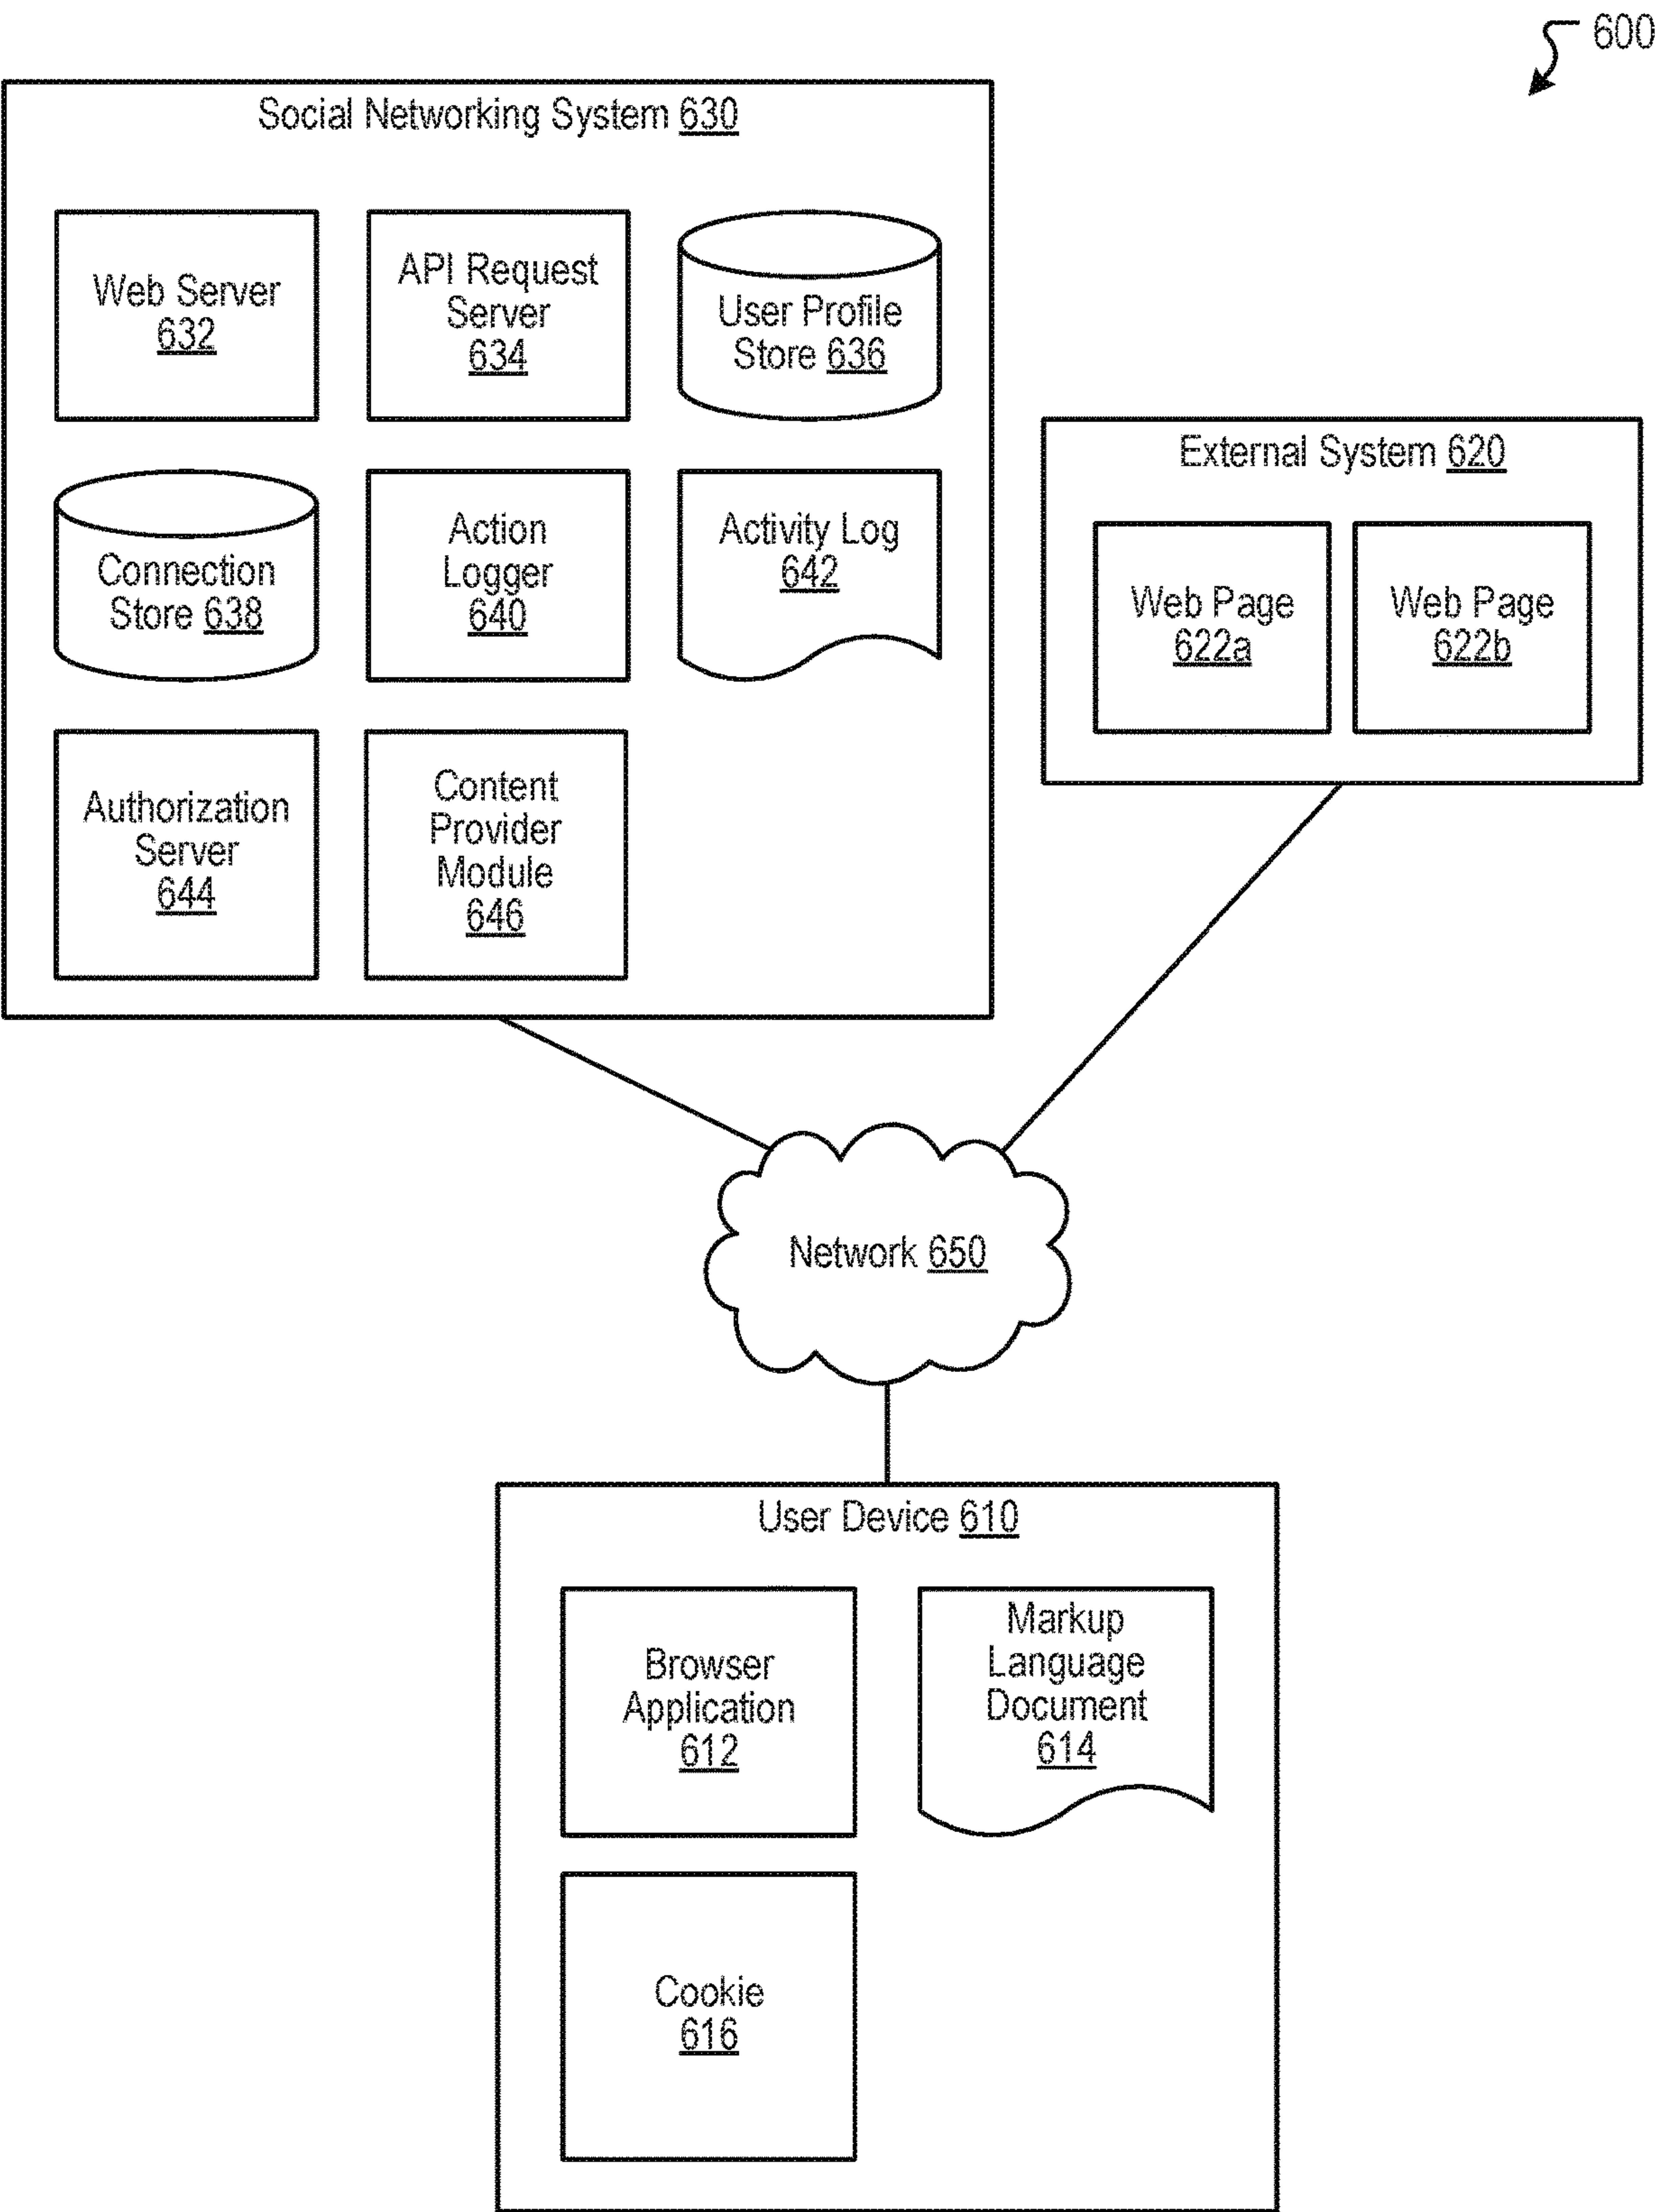 600
Social Networking System 630
Web Server
632
API Request
Server
634
User Profile
Store 636
Connection
Store 638
Action
Logger
640
Activity Log
642
Authorization
Server
644
Content
Provider
Module
646
External System 620
Web Page
622a
Web Page
622b
Network 650
User Device 610
Browser
Application
612
Markup
Language
Document
614
Cookie
616